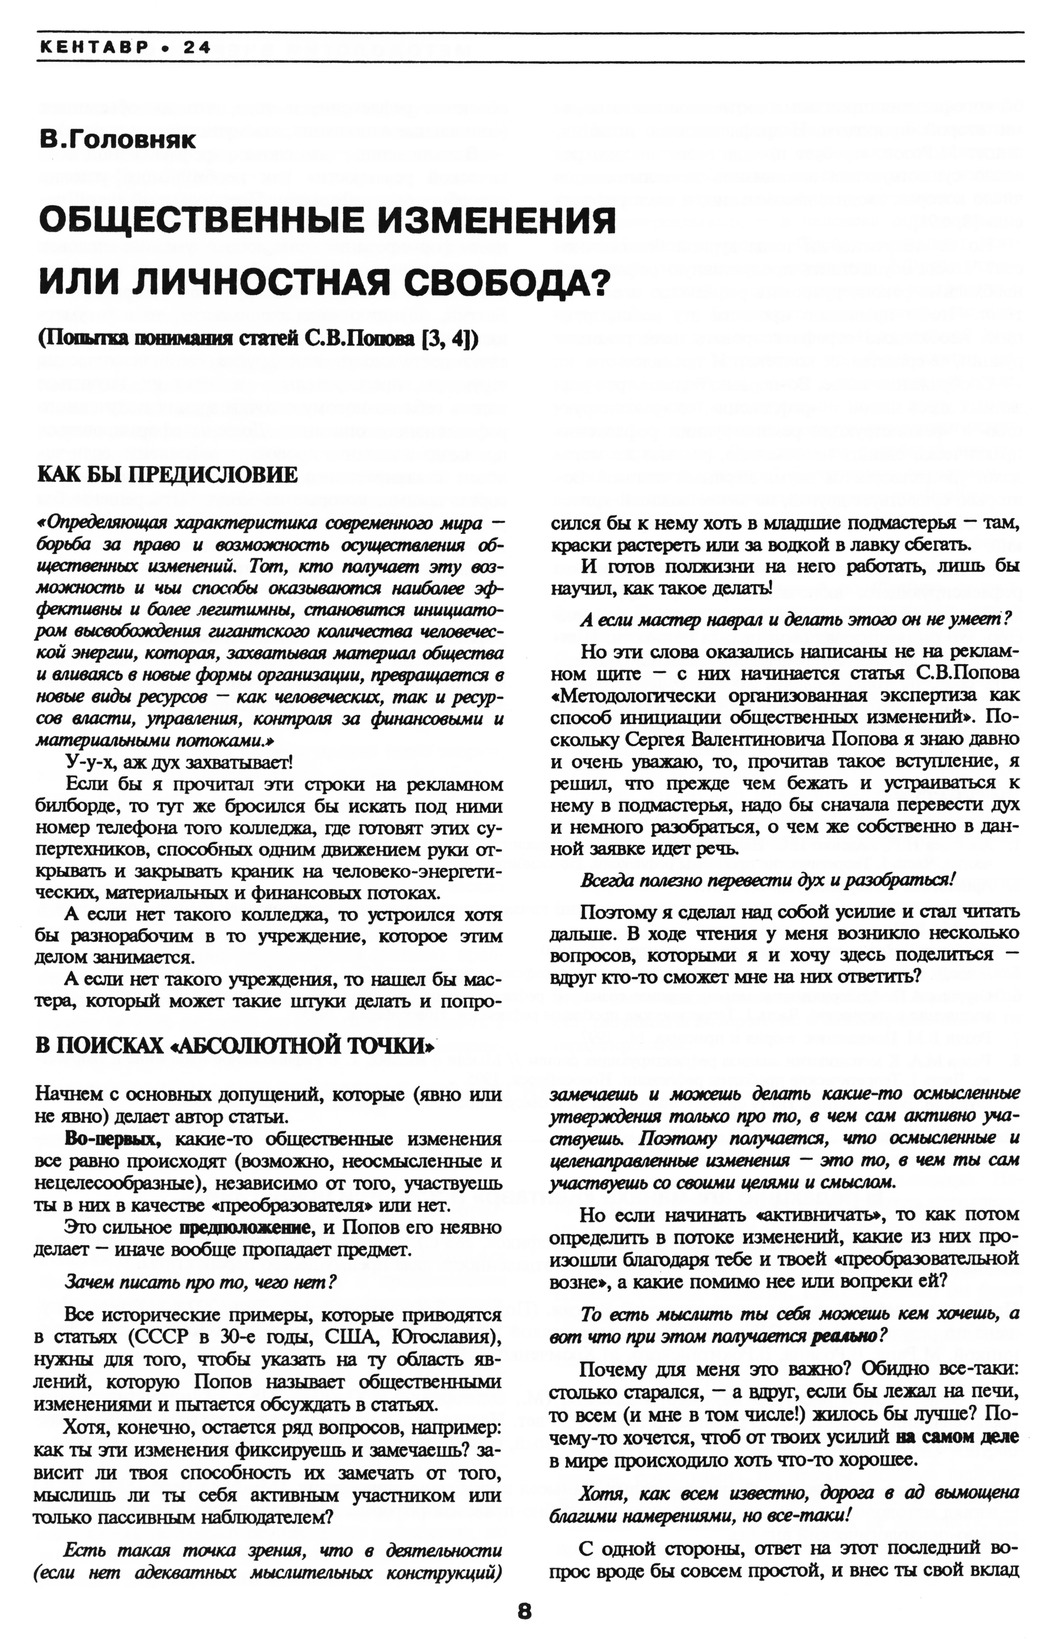 КЕНТАВР • 24
В.Головняк
ОБЩЕСТВЕННЫЕ ИЗМЕНЕНИЯ
ИЛИ ЛИЧНОСТНАЯ СВОБОДА?
(Попытка понимания статей С.В.Попова [3, 4])
КАК БЫ ПРЕДИСЛОВИЕ
«Определяющая характеристика современного мира —
борьба за право и возможность осуществления об-
щественных изменений. Тот, кто получает эту воз-
можность и чьи способы оказываются наиболее эф-
фективны и более легитимны, становится инициато-
ром высвобождения гигантского количества человечес-
кой энергии, которая, захватывая материал общества
и вливаясь в новые формы организации, превращается в
новые виды ресурсов — как человеческих, так и ресур-
сов власти, управления, контроля за финансовыми и
материальными потоками.»
У-у-х, аж дух захватывает!
Если бы я прочитал эти строки на рекламном
билборде, то тут же бросился бы искать под ними
номер телефона того колледжа, где готовят этих су-
пертехников, способных одним движением руки от-
крывать и закрывать краник на человеко-энергети-
ческих, материальных и финансовых потоках.
А если нет такого колледжа, то устроился хотя
бы разнорабочим в то учреждение, которое этим
делом занимается.
А если нет такого учреждения, то нашел бы мас-
тера, который может такие штуки делать и попро-
сился бы к нему хоть в младшие подмастерья — там,
краски растереть или за водкой в лавку сбегать.
И готов полжизни на него работать, лишь бы
научил, как такое делать!
А если мастер наврал и делать этого он не умеет?
Но эти слова оказались написаны не на реклам-
ном щите — с них начинается статья С.В.Попова
«Методологически организованная экспертиза как
способ инициации общественных изменений». По-
скольку Сергея Валентиновича Попова я знаю давно
и очень уважаю, то, прочитав такое вступление, я
решил, что прежде чем бежать и устраиваться к
нему в подмастерья, надо бы сначала перевести дух
и немного разобраться, о чем же собственно в дан-
ной заявке идет речь.
Всегда полезно перевести дух и разобраться!
Поэтому я сделал над собой усилие и стал читать
дальше. В ходе чтения у меня возникло несколько
вопросов, которыми я и хочу здесь поделиться —
вдруг кто-то сможет мне на них ответить?
В ПОИСКАХ «АБСОЛЮТНОЙ ТОЧКИ»
Начнем с основных допущений, которые (явно или
не явно) делает автор статьи.
Во-первых, какие-то общественные изменения
все равно происходят (возможно, неосмысленные и
нецелесообразные), независимо от того, участвуешь
ты в них в качестве «преобразователя» или нет.
Это сильное предположение, и Попов его неявно
делает — иначе вообще пропадает предмет.
Зачем писать про то, чего нет?
Все исторические примеры, которые приводятся
в статьях (СССР в 30-е годы, США, Югославия),
нужны для того, чтобы указать на ту область яв-
лений, которую Попов называет общественными
изменениями и пытается обсуждать в статьях.
Хотя, конечно, остается ряд вопросов, например:
как ты эти изменения фиксируешь и замечаешь? за-
висит ли твоя способность их замечать от того,
мыслишь ли ты себя активным участником или
только пассивным наблюдателем?
Есть такая точка зрения, что в деятельности
(если нет адекватных мыслительных конструкций)
замечаешь и можешь делать какие-то осмысленные
утверждения только про то, в чем сам активно уча-
ствуешь. Поэтому получается, что осмысленные и
целенаправленные изменения — это то, в чем ты сам
участвуешь со своими целями и смыслом.
Но если начинать «активничать», то как потом
определить в потоке изменений, какие из них про-
изошли благодаря тебе и твоей «преобразовательной
возне», а какие помимо нее или вопреки ей?
То есть мыслить ты себя можешь кем хочешь, а
вот что при этом получается реально?
Почему для меня это важно? Обидно все-таки:
столько старался, — а вдруг, если бы лежал на печи,
то всем (и мне в том числе!) жилось бы лучше? По-
чему-то хочется, чтоб от твоих усилий на самом деле
в мире происходило хоть что-то хорошее.
Хотя, как всем известно, дорога в ад вымощена
благими намерениями, но все-таки!
С одной стороны, ответ на этот последний во-
прос вроде бы совсем простой, и внес ты свой вклад
8